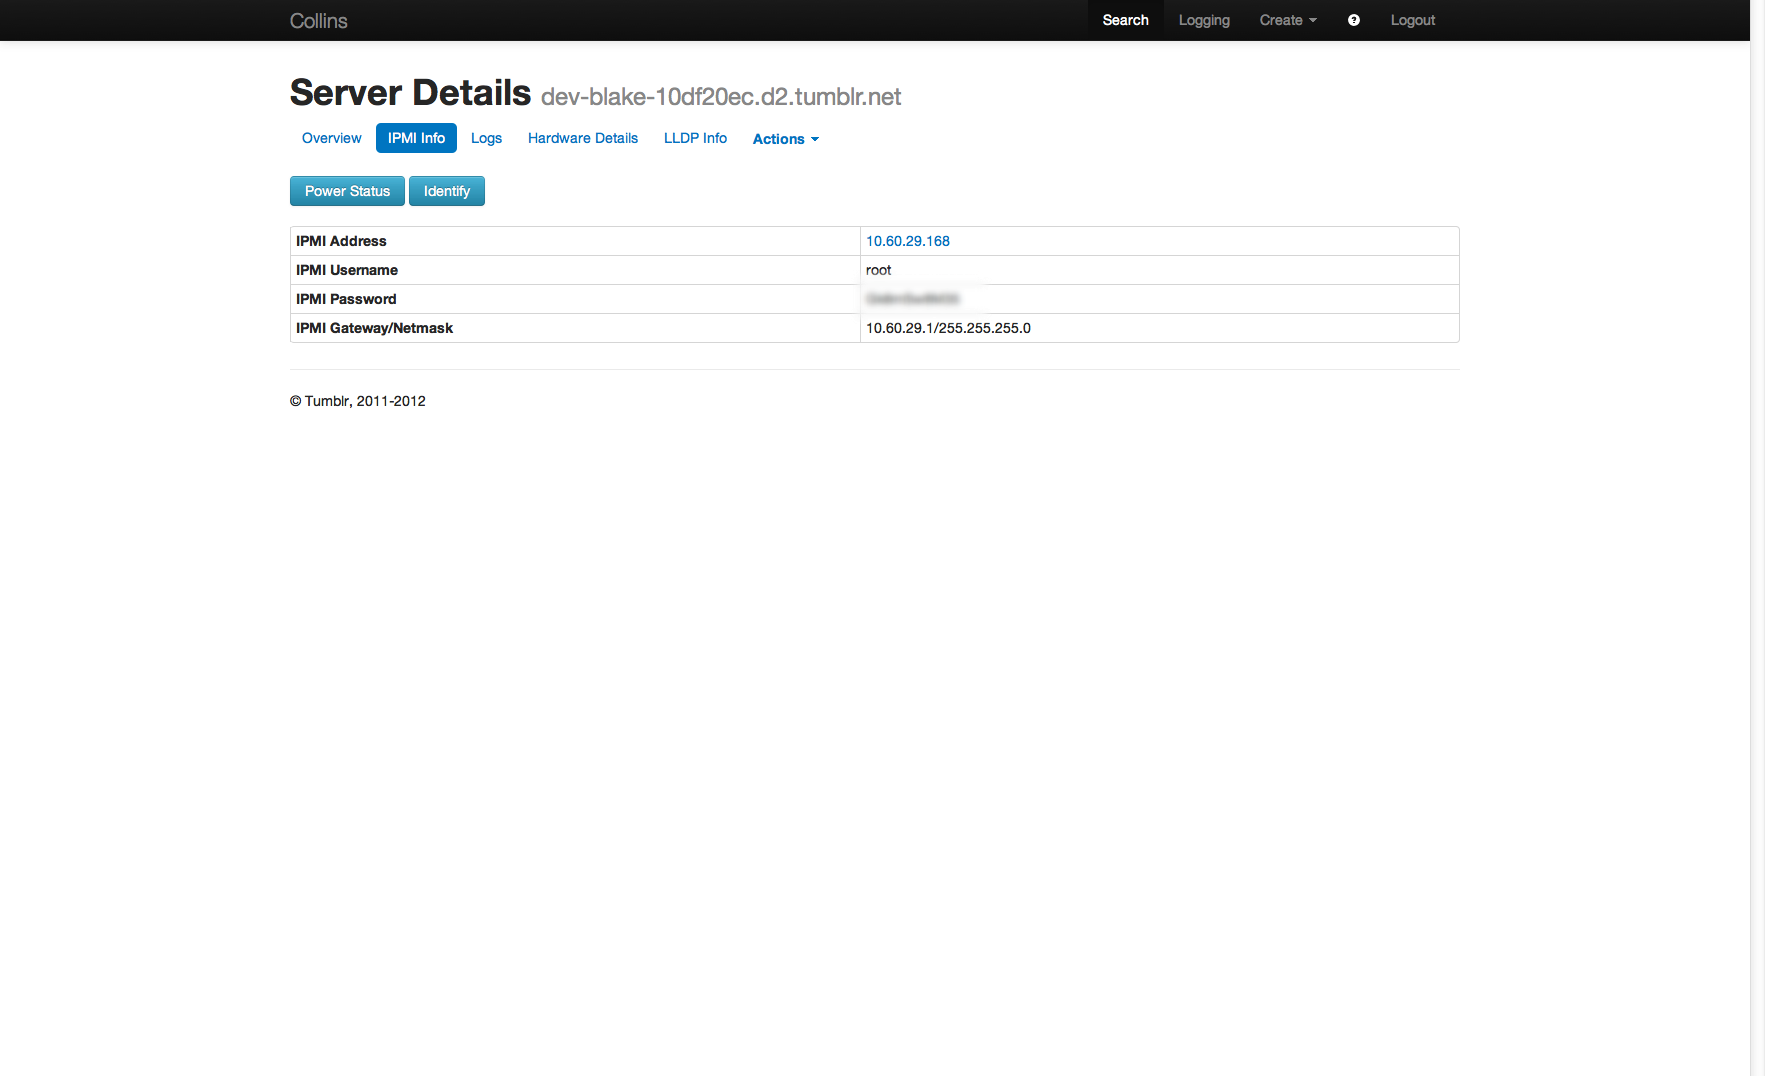 Collins Search Logging Create Logout
Server Details dev-blake-10df20ec.d2.tumblr.net
Overview IPMI Info Logs Hardware Details LLDP Info Actions
Power Status Identify
IPMI Address 10.60.29.168
IPMI Username root
IPMI Password
IPMI Gateway/Netmask 10.60.29.1/255.255.255.0
© Tumblr, 2011-2012